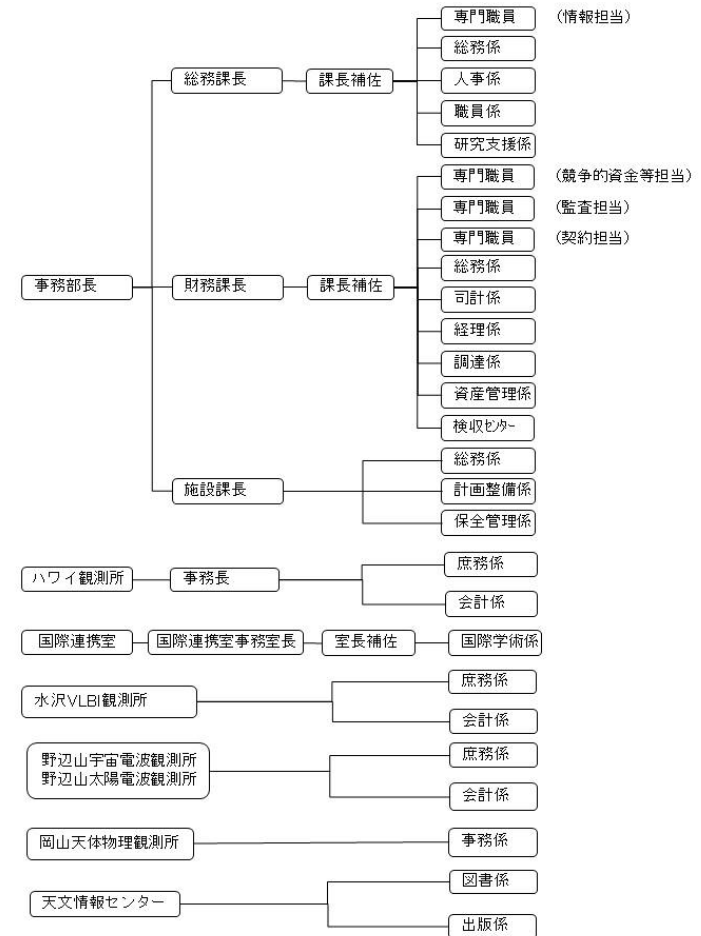 専門職員 （情報担当）
総務係
総務課長 課長補佐 人事係
職員係
研究支援係
専門職員 （競争的資金等担当）
専門職員 （監査担当）
専門職員 （契約担当）
総務係
事務部長 財務課長 課長補佐
司計係
経理係
調達係
資産管理係
検収ｾﾝﾀｰ
総務係
施設課長 計画整備係
保全管理係
庶務係
ハワイ観測所 事務長
会計係
国際連携室 国際連携室事務室長 室長補佐 国際学術係
庶務係
水沢VLBI観測所
会計係
庶務係
野辺山宇宙電波観測所
野辺山太陽電波観測所
会計係
岡山天体物理観測所 事務係
図書係
天文情報センター
出版係